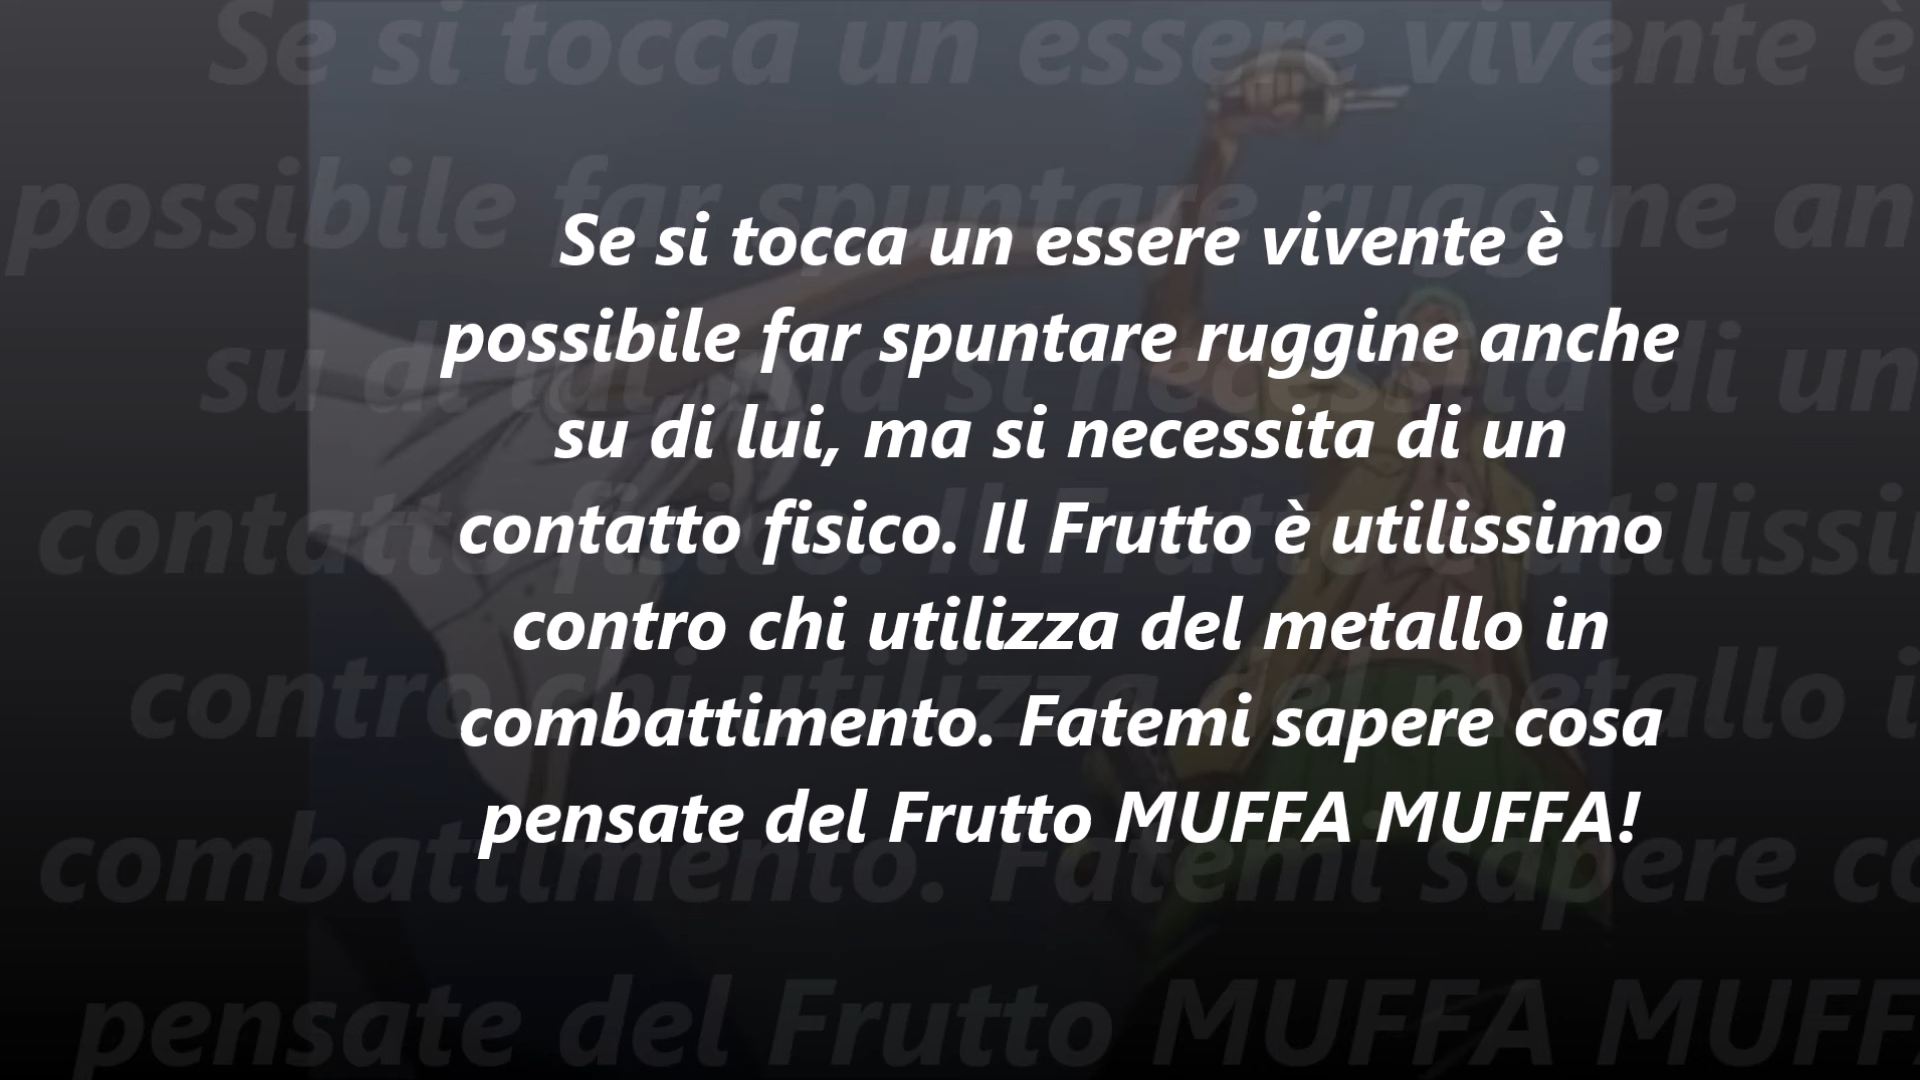 Se si tocca un essere vivente è
possibile far spuntare ruggine anche
su di lui, ma si necessita di un
contatto fisico. Il Frutto è utilissimo
contro chi utilizza del metallo in
combattimento. Fatemi sapere cosa
pensate del Frutto MUFFA MUFFA!